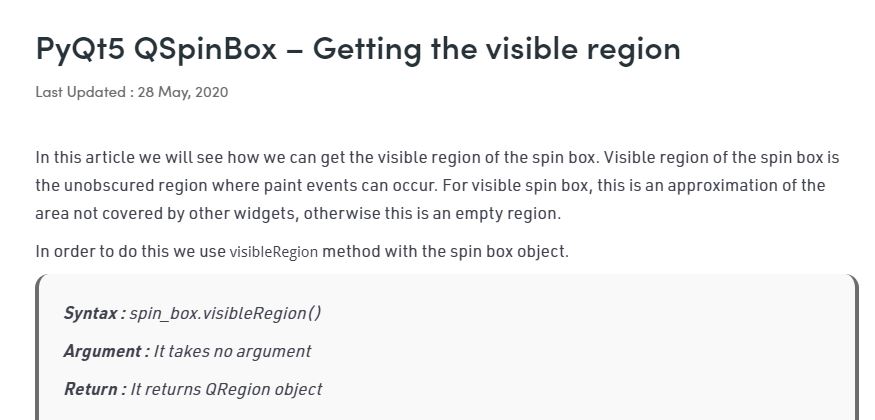 PyQt5 QSpinBox – Getting the visible region
Last Updated : 28 May, 2020
In this article we will see how we can get the visible region of the spin box. Visible region of the spin box is
the unobscured region where paint events can occur. For visible spin box, this is an approximation of the
area not covered by other widgets, otherwise this is an empty region.
In order to do this we use visibleRegion method with the spin box object.
Syntax : spin_box.visibleRegion()
Argument : It takes no argument
Return : It returns QRegion object